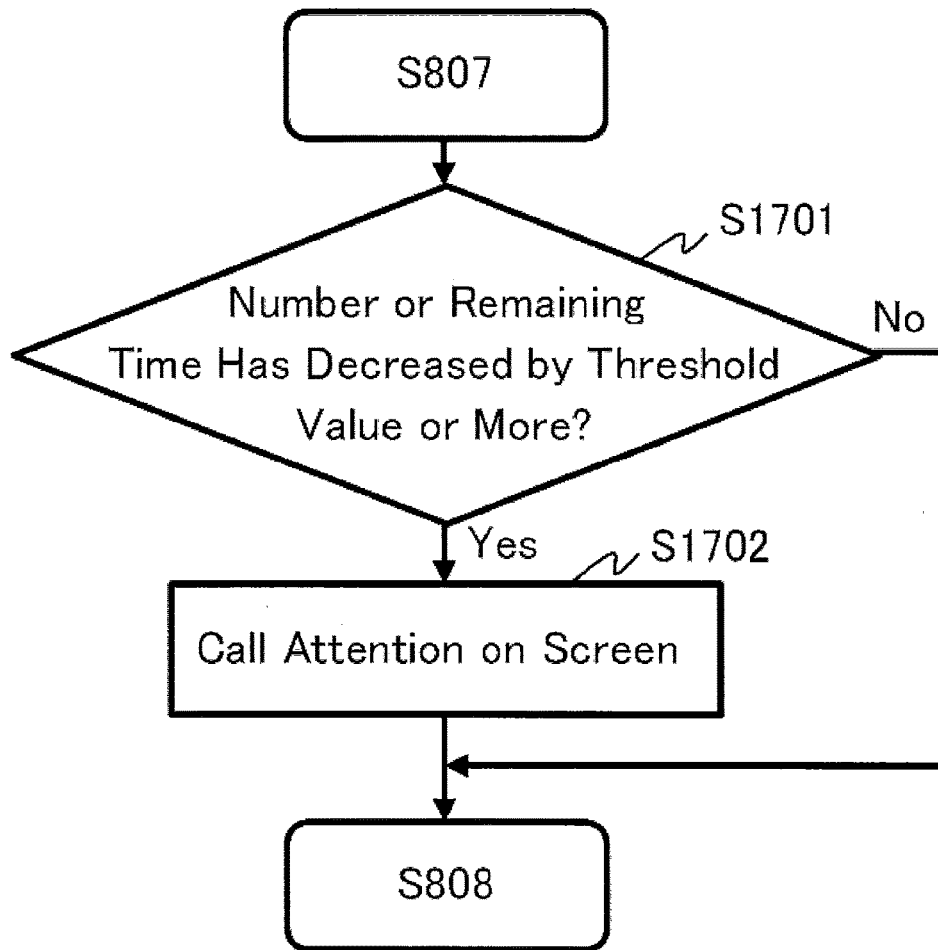 S807
S1701
Number or Remaining
No
Time Has Decreased by Threshold
Value or More?
Yes
S1702
Call Attention on Screen
S808